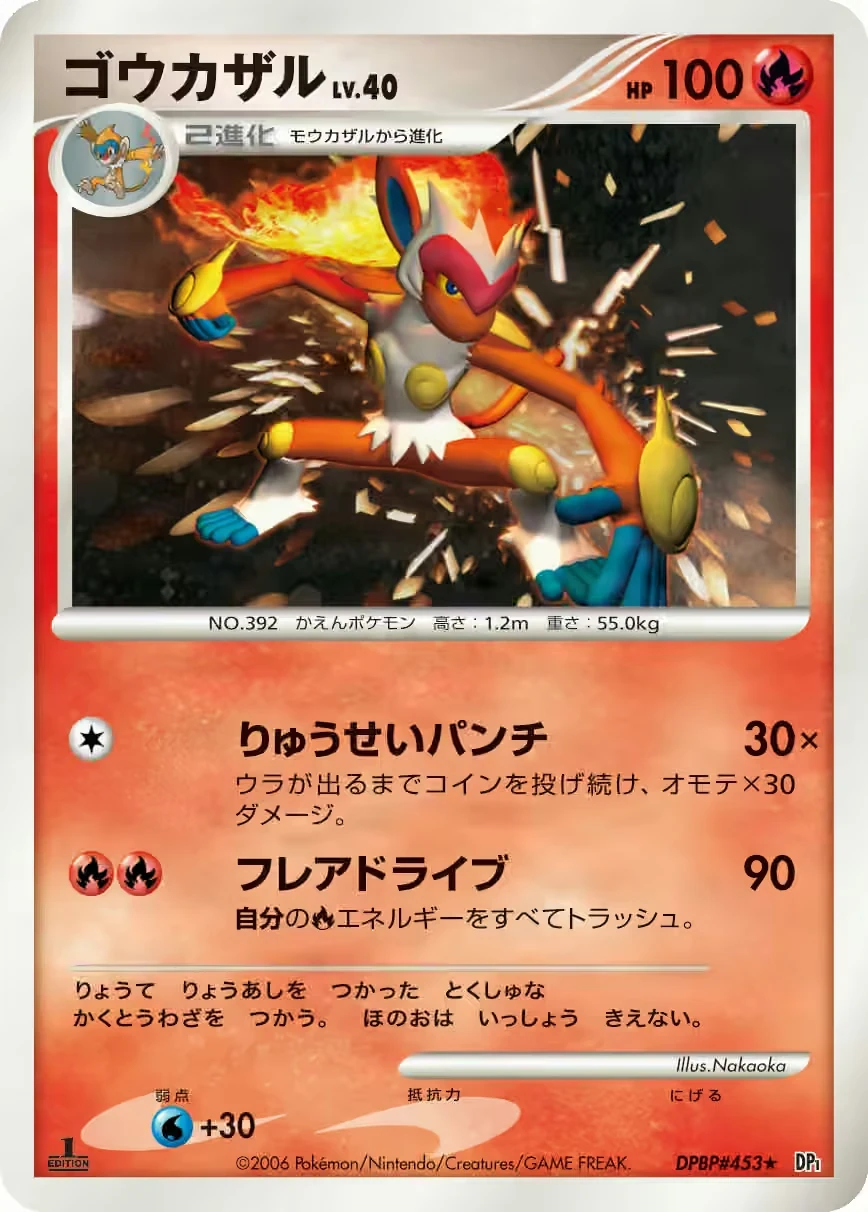 ゴウカザル LV.40
HP 100
2進化 モウカザルから進化
NO.392 かえんポケモン 高さ:1.2m 重さ:55.0kg
りゅうせいパンチ 30×
ウラが出るまでコインを投げ続け、オモテ×30
ダメージ。
フレアドライブ 90
自分の エネルギーをすべてトラッシュ。
りょうて りょうあしを つかった とくしゅな
かくとうわざを つかう。 ほのおは いっしょう きえない。
Illus.Nakaoka
弱点 抵抗力 にげる
+30
1 EDITION
©2006 Pokémon/Nintendo/Creatures/GAME FREAK.
DPBP#453★ DP1